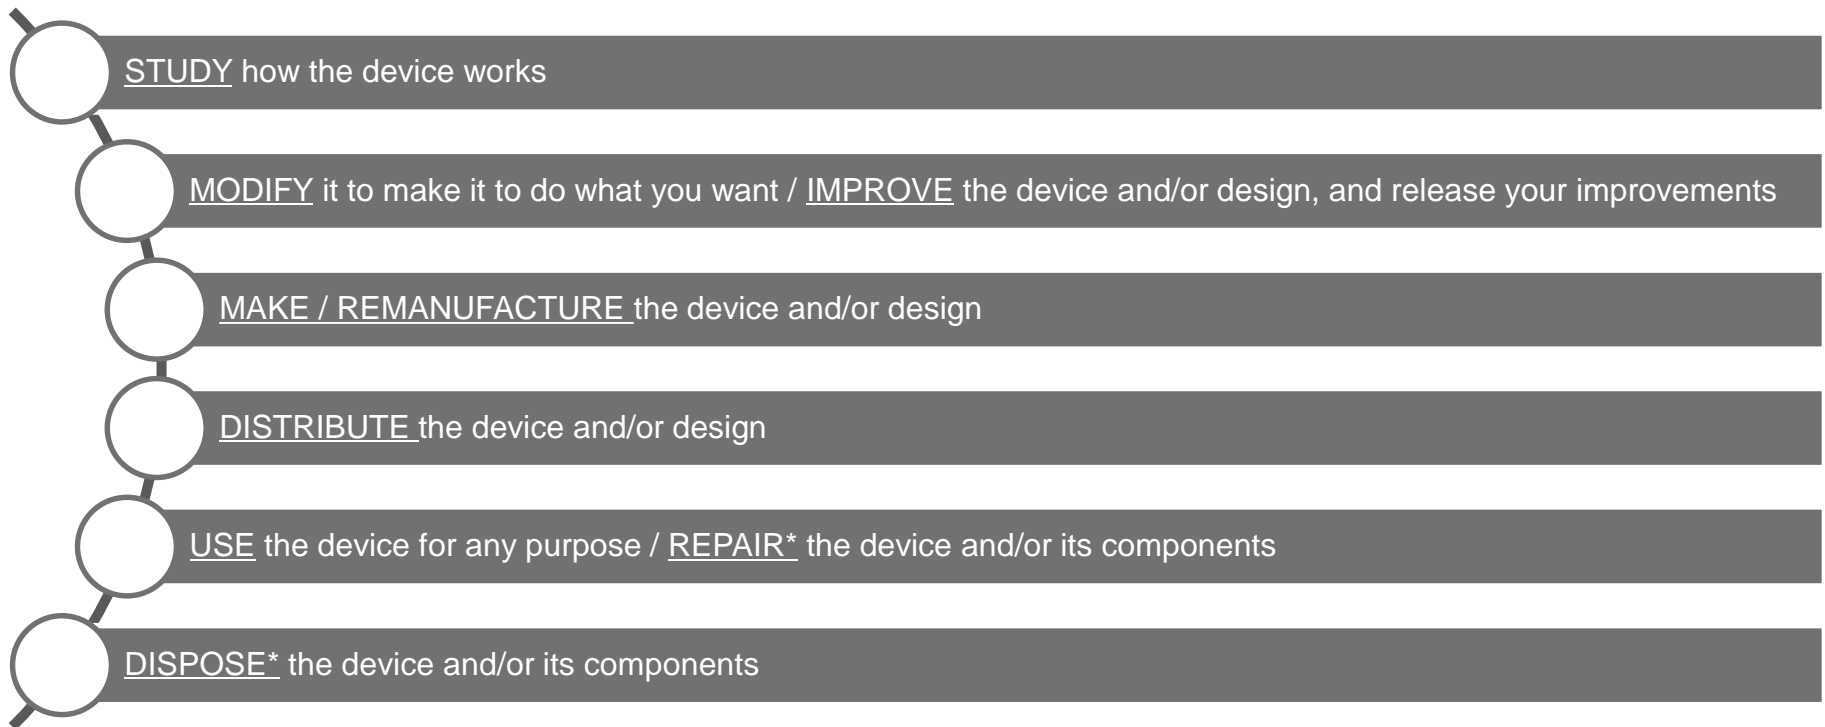 STUDY how the device works
MODIFY it to make it to do what you want / IMPROVE the device and/or design, and release your improvements
MAKE / REMANUFACTURE the device and/or design
DISTRIBUTE the device and/or design
USE the device for any purpose / REPAIR* the device and/or its components
DISPOSE* the device and/or its components